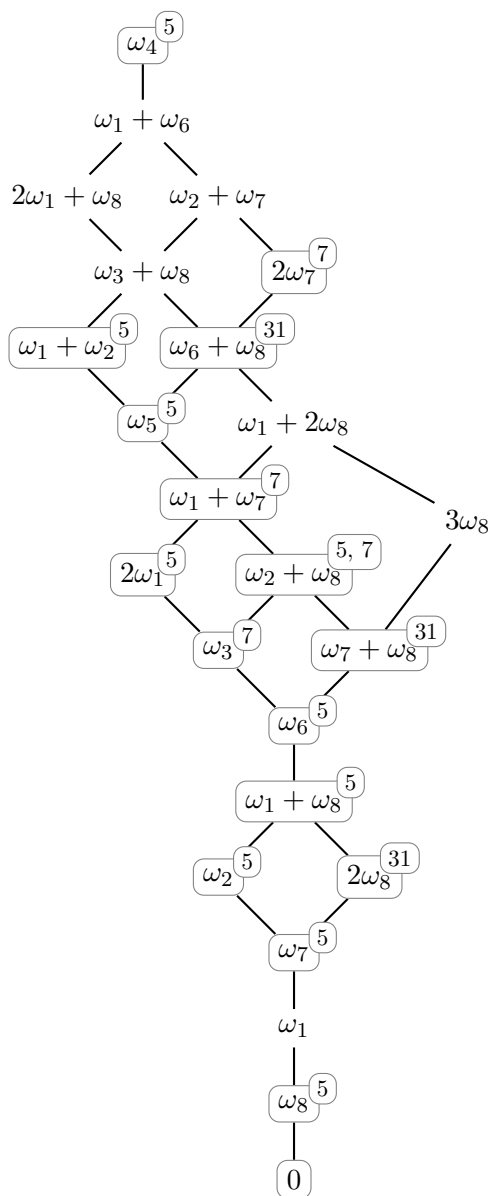 ω₄ 5
ω₁ + ω₆
2ω₁ + ω₈ ω₂ + ω₇
ω₃ + ω₈ 2ω₇ 7
ω₁ + ω₂ 5 ω₆ + ω₈ 31
ω₅ 5 ω₁ + 2ω₈
ω₁ + ω₇ 7
3ω₈
2ω₁ 5 ω₂ + ω₈ 5, 7
ω₃ 7 ω₇ + ω₈ 31
ω₆ 5
ω₁ + ω₈ 5
ω₂ 5 2ω₈ 31
ω₇ 5
ω₁
ω₈ 5
0